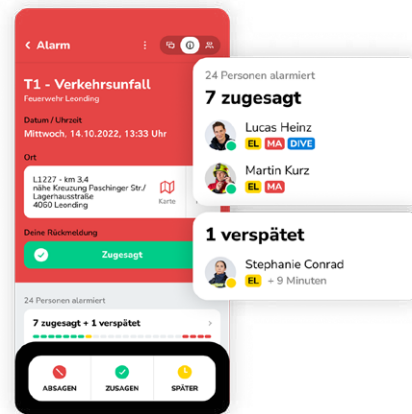 Alarm
T1 - Verkehrsunfall
Feuerwehr Leonding
Datum / Uhrzeit
Mittwoch, 14.10.2022, 13:33 Uhr
Ort
L1227 - km 3,4
nähe Kreuzung Paschinger Str./
Lagerhausstraße
4060 Leonding
Karte
Deine Rückmeldung
Zugesagt
24 Personen alarmiert
7 zugesagt + 1 verspätet
ABSAGEN
ZUSAGEN
SPÄTER
24 Personen alarmiert
7 zugesagt
Lucas Heinz
EL MA DIVE
Martin Kurz
EL MA
1 verspätet
Stephanie Conrad
EL + 9 Minuten